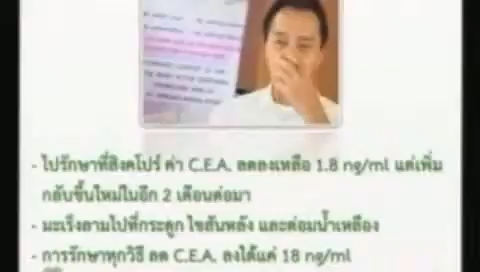 - ไปรักษาที่สิงคโปร์ ค่า C.E.A. ลดลงเหลือ 1.8 ng/ml แต่เพิ่ม
กลับขึ้นใหม่ในอีก 2 เดือนต่อมา
- มะเร็งลามไปที่กระดูก ไขสันหลัง และต่อมน้ำเหลือง
- การรักษาทุกวิธี ลด C.E.A. ลงได้แค่ 18 ng/ml